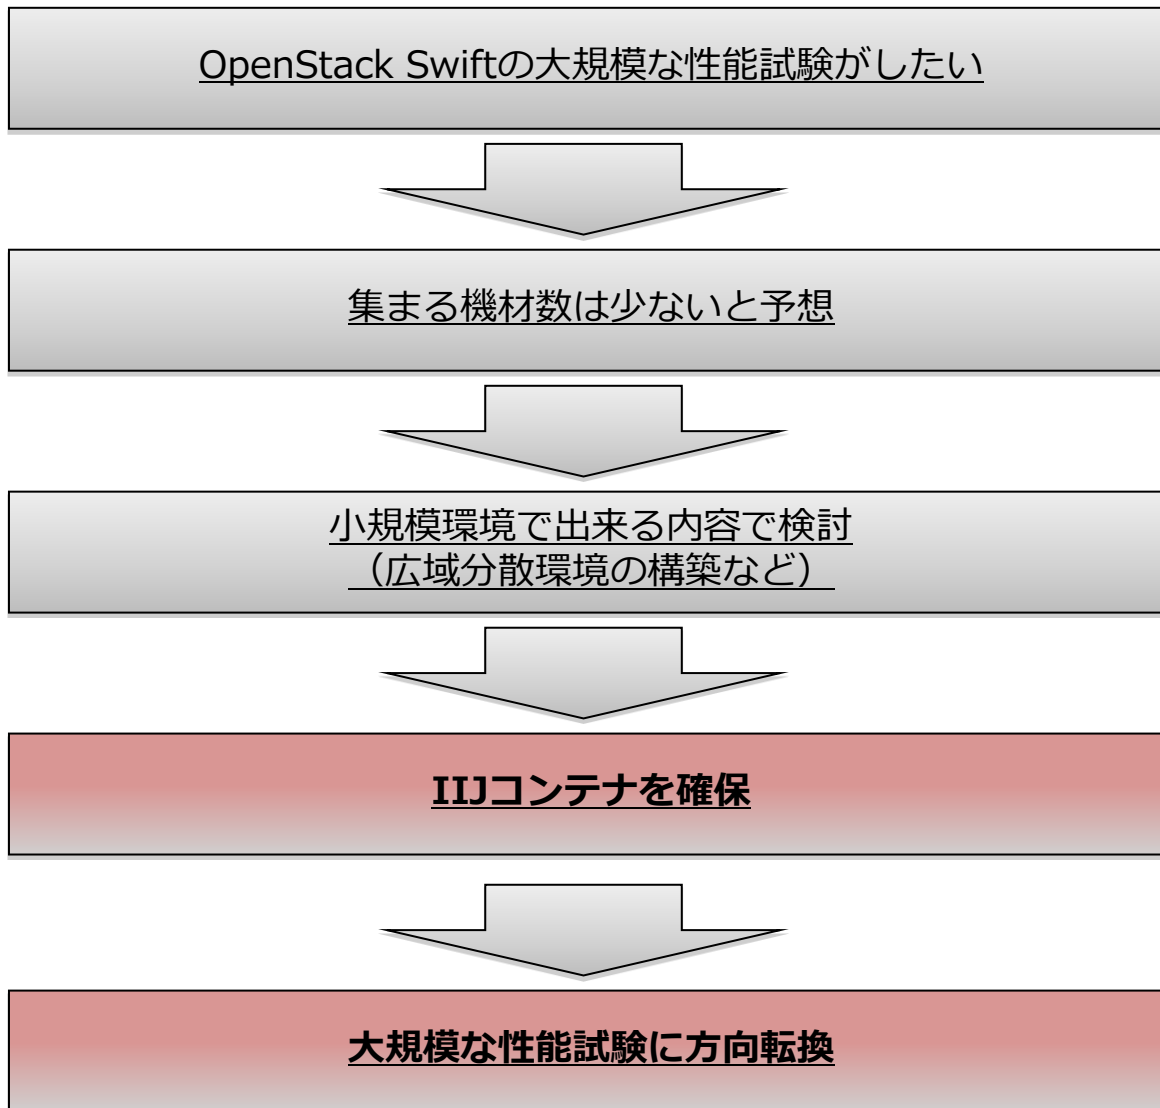 OpenStack Swiftの大規模な性能試験がしたい
集まる機材数は少ないと予想
小規模環境で出来る内容で検討
（広域分散環境の構築など）
IIJコンテナを確保
大規模な性能試験に方向転換